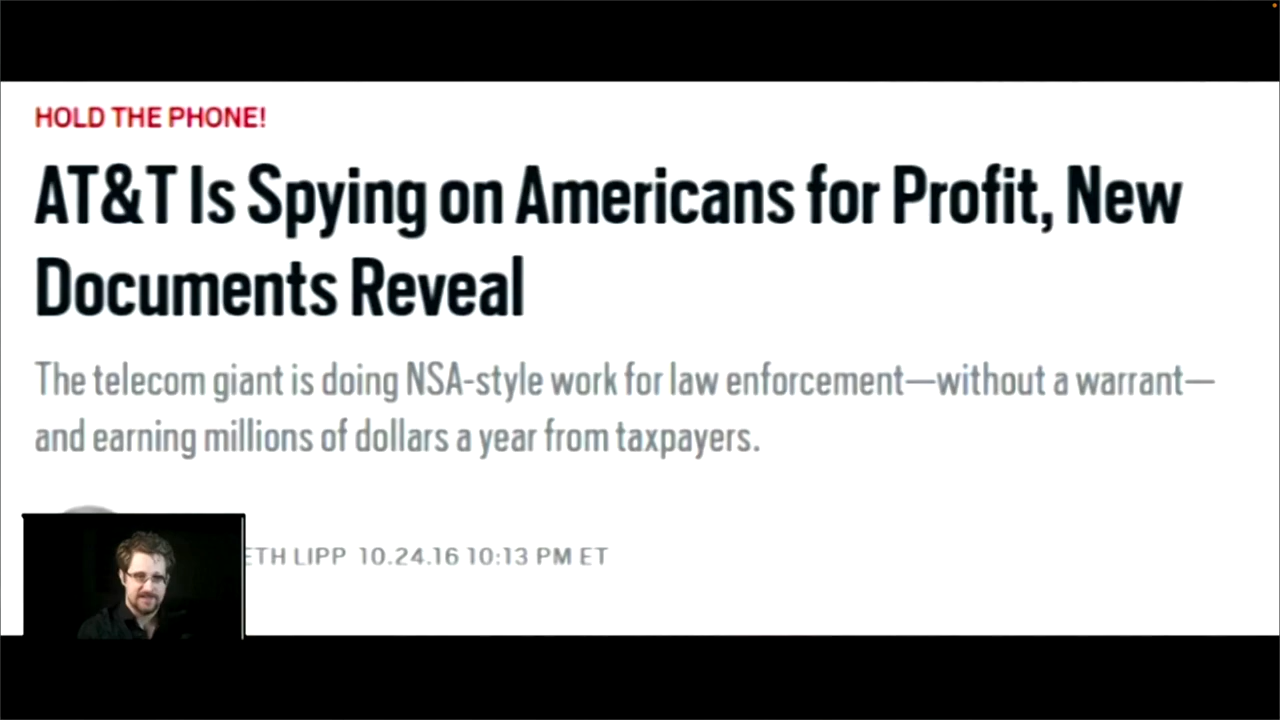 HOLD THE PHONE!
AT&T Is Spying on Americans for Profit, New
Documents Reveal
The telecom giant is doing NSA-style work for law enforcement—without a warrant—
and earning millions of dollars a year from taxpayers.
ETH LIPP 10.24.16 10:13 PM ET